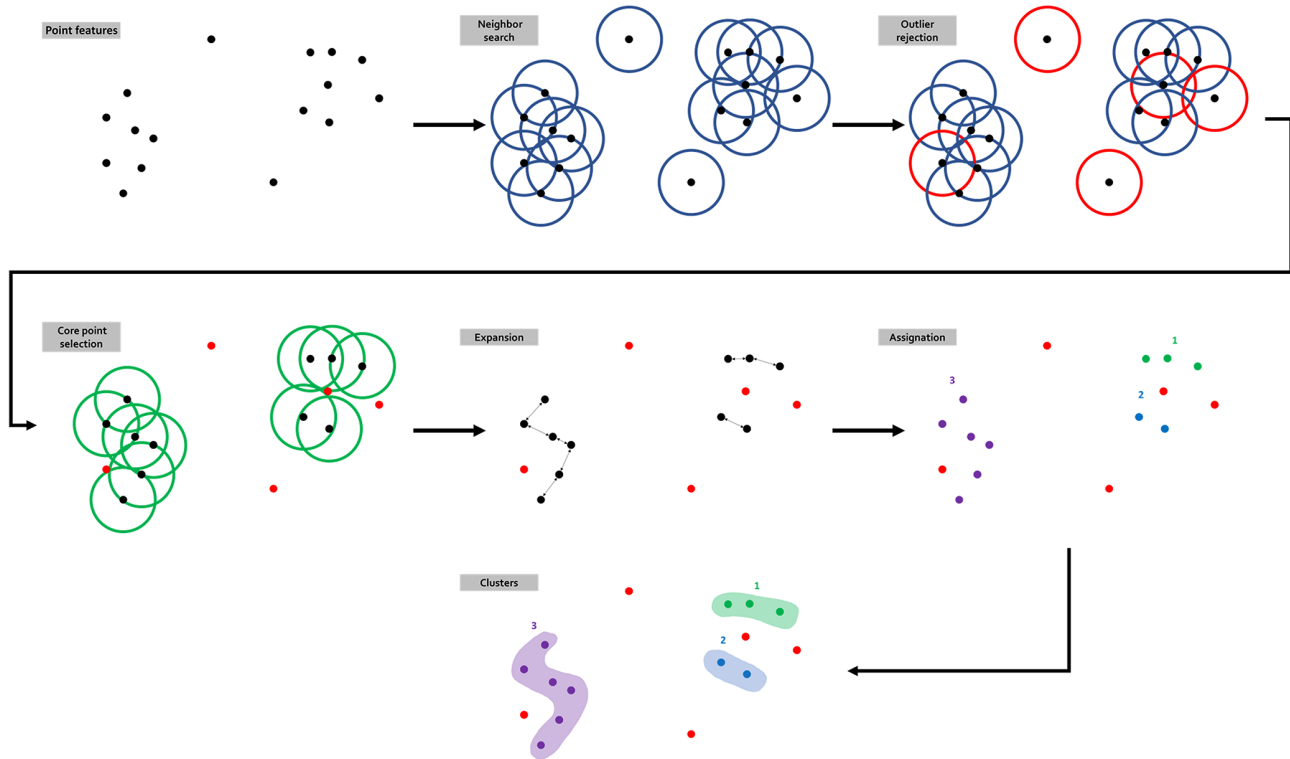 Point features
Neighbor
search
Outlier
rejection
Core point
selection
Expansion
Assignation
1
2
3
Clusters
1
2
3